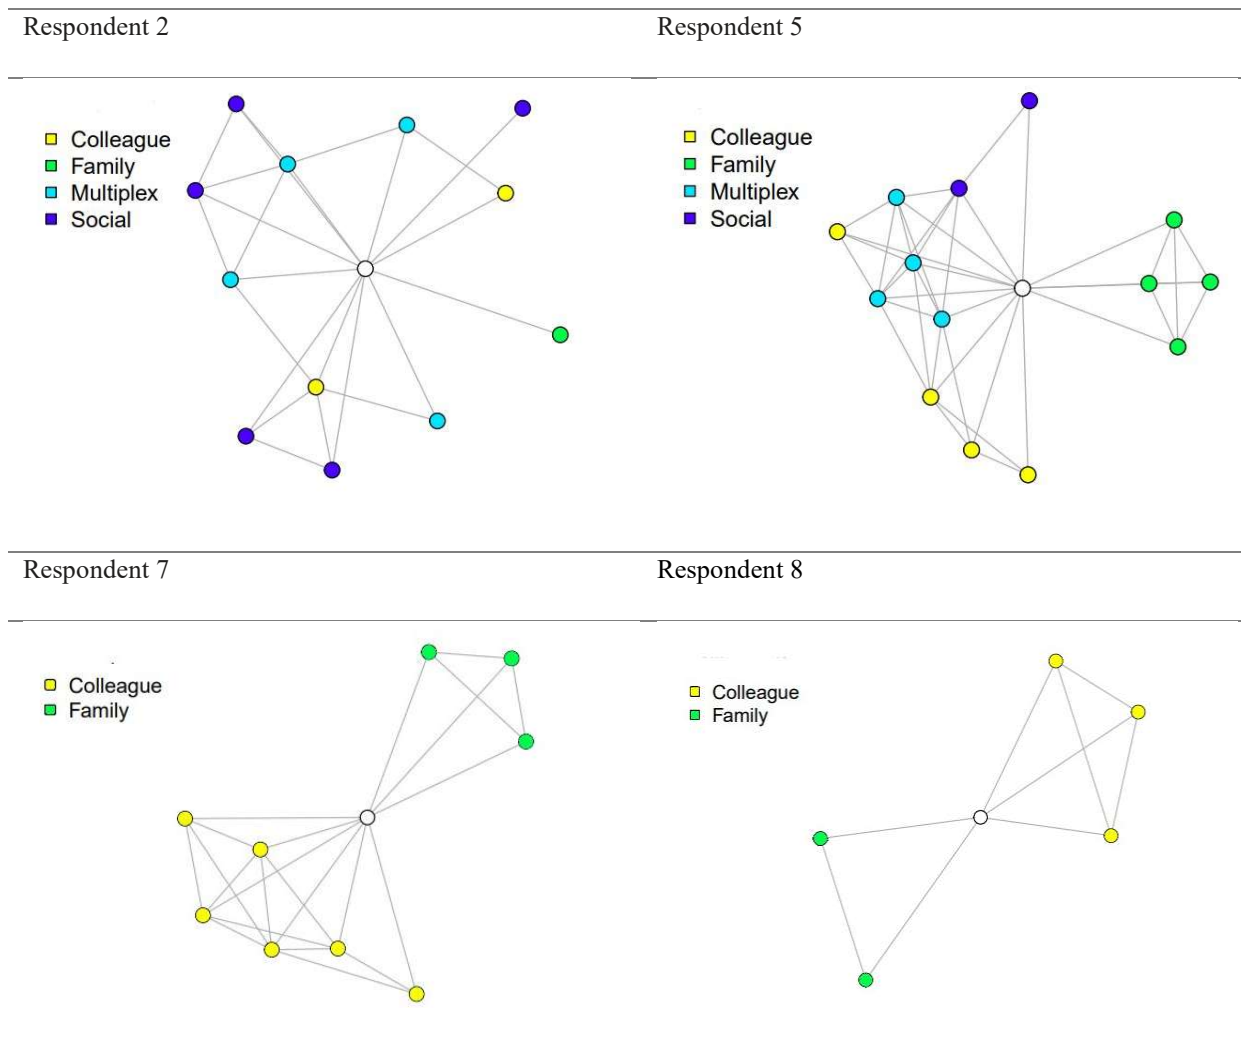 Respondent 2
Respondent 5
Colleague
Family
Multiplex
Social
Colleague
Family
Multiplex
Social
Respondent 7
Respondent 8
Colleague
Family
Colleague
Family